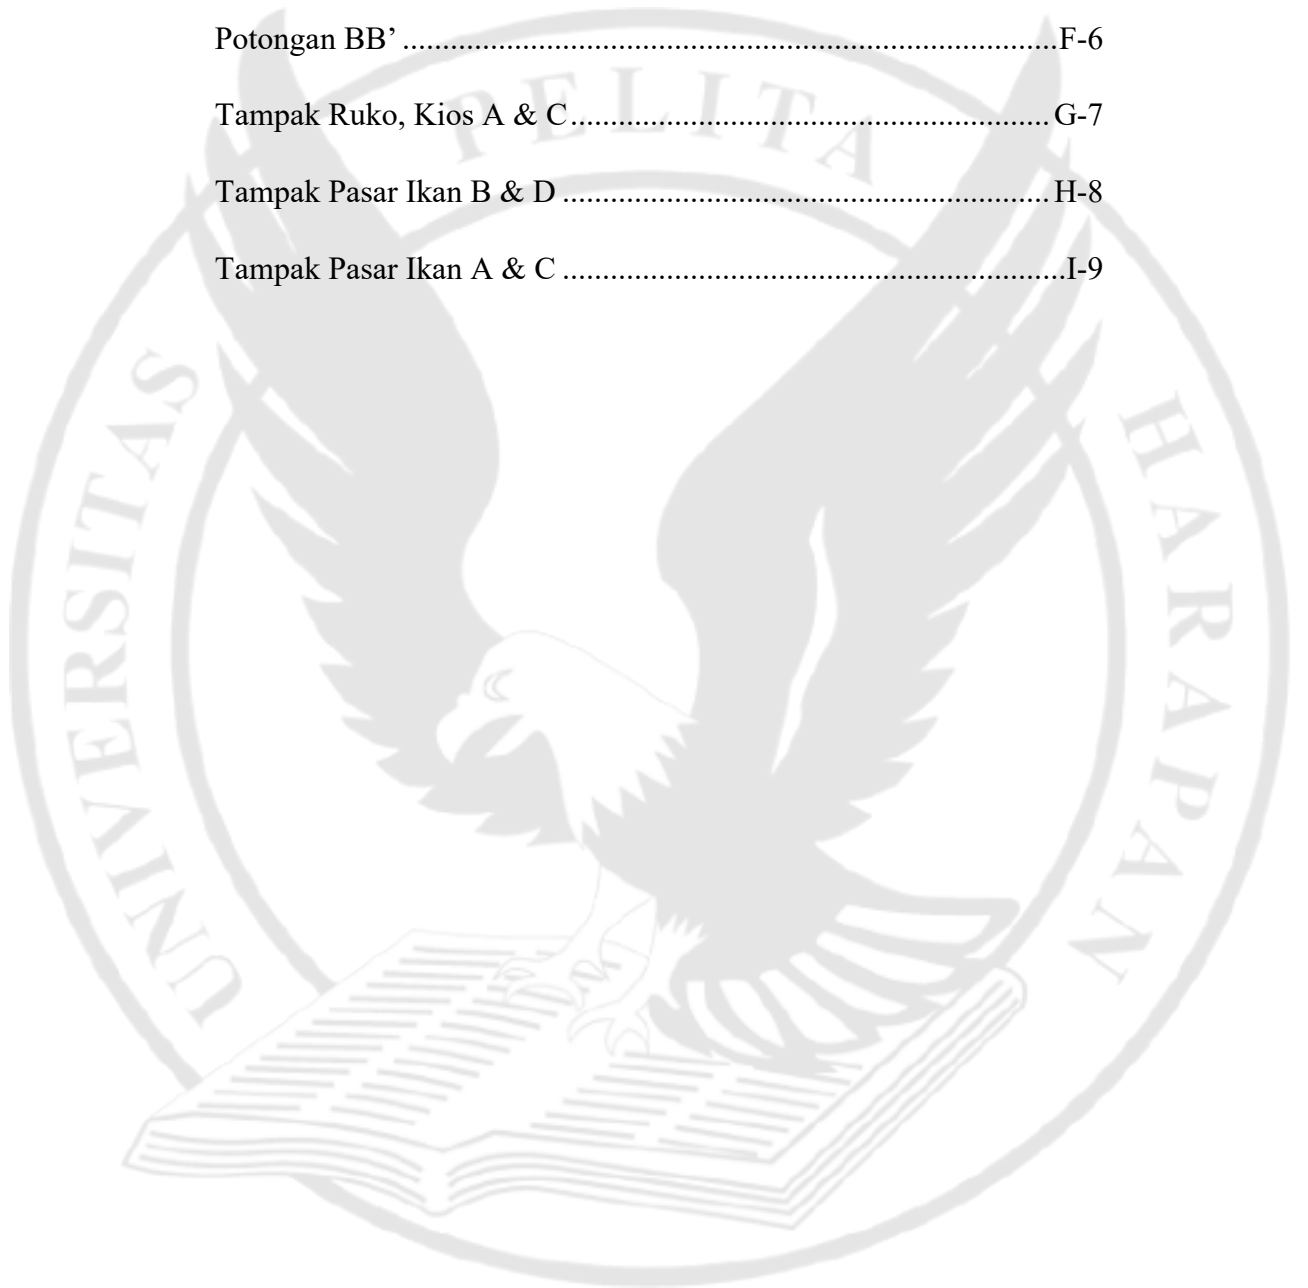 Potongan BB’ ..................................................................................F-6
Tampak Ruko, Kios A & C............................................................G-7
Tampak Pasar Ikan B & D .............................................................H-8
Tampak Pasar Ikan A & C ...............................................................I-9
UNIVERSITAS PELITA HARAPAN